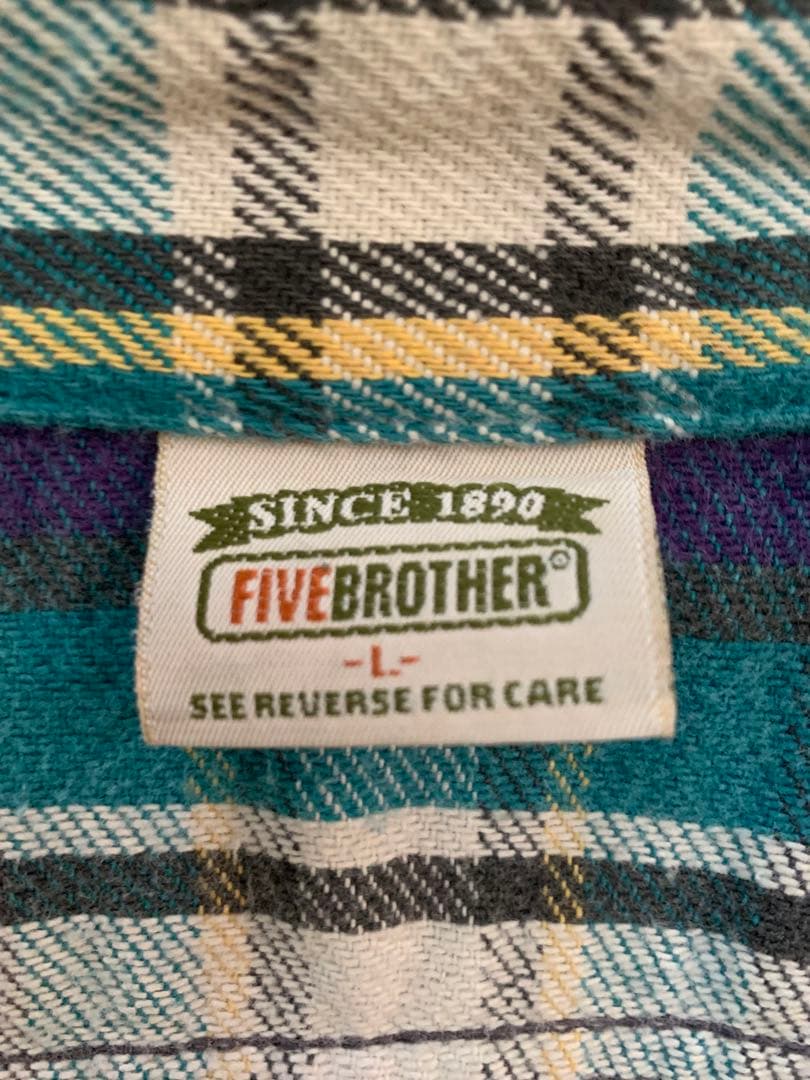 SINCE 1890
FIVEBROTHER®
-L-
SEE REVERSE FOR CARE